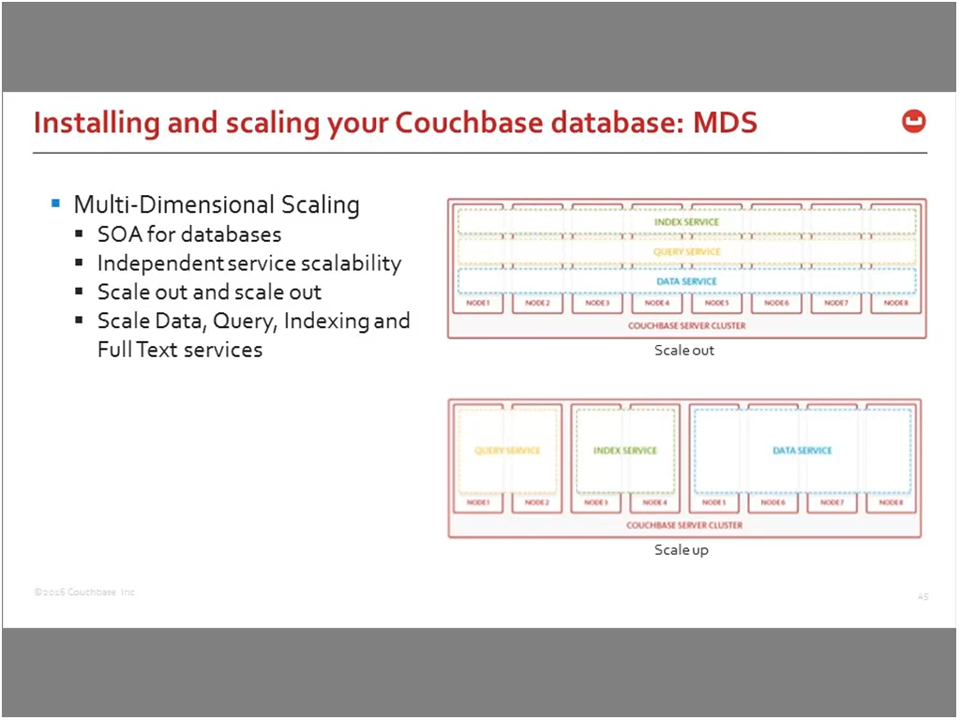 Installing and scaling your Couchbase database: MDS
Multi-Dimensional Scaling
SOA for databases
Independent service scalability
Scale out and scale out
Scale Data, Query, Indexing and
Full Text services
INDEX SERVICE
QUERY SERVICE
DATA SERVICE
NODE 1 NODE 2 NODE 3 NODE 4 NODE 5 NODE 6 NODE 7 NODE 8
COUCHBASE SERVER CLUSTER
Scale out
QUERY SERVICE INDEX SERVICE DATA SERVICE
NODE 1 NODE 2 NODE 3 NODE 4 NODE 5 NODE 6 NODE 7 NODE 8
COUCHBASE SERVER CLUSTER
Scale up
©2016 Couchbase Inc
45